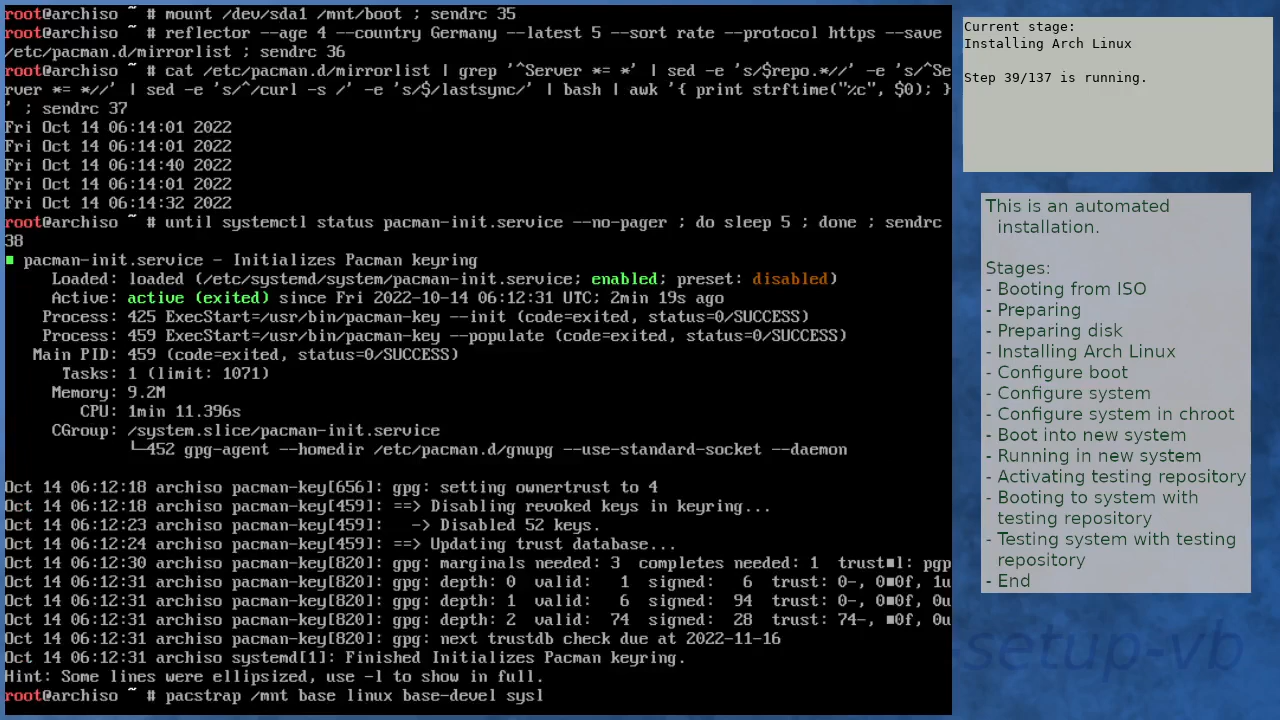 root@archiso ~ # mount /dev/sda1 /mnt/boot ; sendrc 35
root@archiso ~ # reflector --age 4 --country Germany --latest 5 --sort rate --protocol https --save
/etc/pacman.d/mirrorlist ; sendrc 36
root@archiso ~ # cat /etc/pacman.d/mirrorlist | grep '^Server *= *' | sed -e 's/$repo.*//' -e 's/^Se
rver *= *//' | sed -e 's/^/curl -s /' -e 's/$/lastsync/' | bash | awk '{ print strftime("%c", $0); }
' ; sendrc 37
Fri Oct 14 06:14:01 2022
Fri Oct 14 06:14:01 2022
Fri Oct 14 06:14:40 2022
Fri Oct 14 06:14:01 2022
Fri Oct 14 06:14:32 2022
root@archiso ~ # until systemctl status pacman-init.service --no-pager ; do sleep 5 ; done ; sendrc
38
■ pacman-init.service - Initializes Pacman keyring
     Loaded: loaded (/etc/systemd/system/pacman-init.service; enabled; preset: disabled)
     Active: active (exited) since Fri 2022-10-14 06:12:31 UTC; 2min 19s ago
    Process: 425 ExecStart=/usr/bin/pacman-key --init (code=exited, status=0/SUCCESS)
    Process: 459 ExecStart=/usr/bin/pacman-key --populate (code=exited, status=0/SUCCESS)
   Main PID: 459 (code=exited, status=0/SUCCESS)
      Tasks: 1 (limit: 1071)
     Memory: 9.2M
        CPU: 1min 11.396s
     CGroup: /system.slice/pacman-init.service
             └─452 gpg-agent --homedir /etc/pacman.d/gnupg --use-standard-socket --daemon
Oct 14 06:12:18 archiso pacman-key[656]: gpg: setting ownertrust to 4
Oct 14 06:12:18 archiso pacman-key[459]: ==> Disabling revoked keys in keyring...
Oct 14 06:12:23 archiso pacman-key[459]:   -> Disabled 52 keys.
Oct 14 06:12:24 archiso pacman-key[459]: ==> Updating trust database...
Oct 14 06:12:30 archiso pacman-key[820]: gpg: marginals needed: 3  completes needed: 1  trust■l: pgp
Oct 14 06:12:31 archiso pacman-key[820]: gpg: depth: 0  valid:   1  signed:   6  trust: 0-, 0■0f, 1u
Oct 14 06:12:31 archiso pacman-key[820]: gpg: depth: 1  valid:   6  signed:  94  trust: 0-, 0■0f, 0u
Oct 14 06:12:31 archiso pacman-key[820]: gpg: depth: 2  valid:  74  signed:  28  trust: 74-, ■0f, 0u
Oct 14 06:12:31 archiso pacman-key[820]: gpg: next trustdb check due at 2022-11-16
Oct 14 06:12:31 archiso systemd[1]: Finished Initializes Pacman keyring.
Hint: Some lines were ellipsized, use -l to show in full.
root@archiso ~ # pacstrap /mnt base linux base-devel sysl
Current stage:
Installing Arch Linux
Step 39/137 is running.
This is an automated
installation.
Stages:
- Booting from ISO
- Preparing
- Preparing disk
- Installing Arch Linux
- Configure boot
- Configure system
- Configure system in chroot
- Boot into new system
- Running in new system
- Activating testing repository
- Booting to system with
testing repository
- Testing system with testing
repository
- End
setup-vb